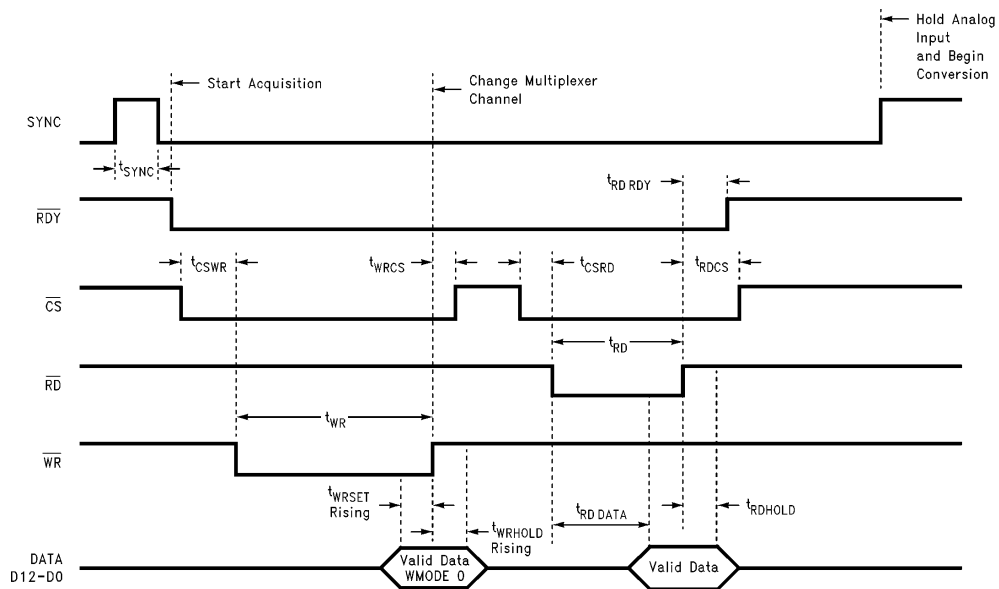 Hold Analog
Input
and Begin
Conversion
Start Acquisition
Change Multiplexer
Channel
SYNC
tSYNC
tRD RDY
RDY
tCSWR
tWRCS
tCSRD
tRDCS
CS
tRD
RD
tWR
WR
tWRSET
Rising
tWRHOLD
Rising
tRD DATA
tRDHOLD
DATA
D12-D0
Valid Data
WMODE 0
Valid Data